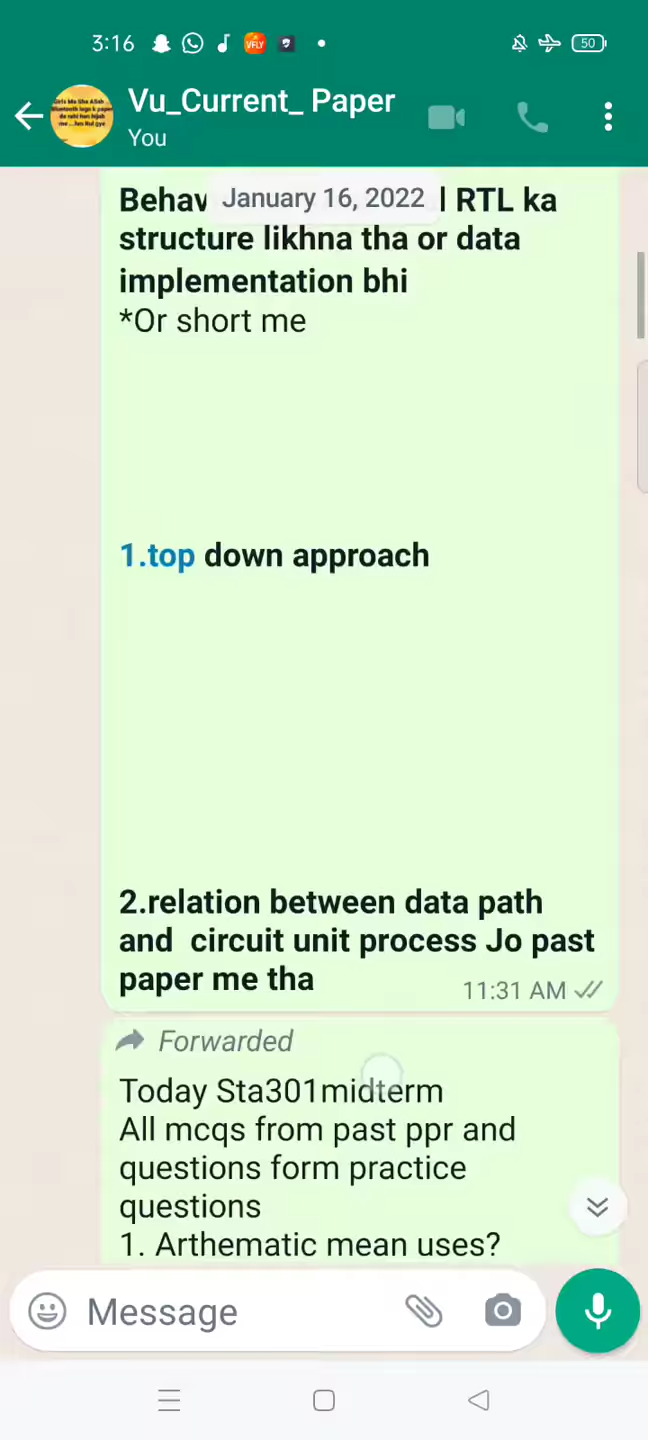 3:16
VFLY
50
Vu_Current_ Paper
You
January 16, 2022
Behav l RTL ka
structure likhna tha or data
implementation bhi
*Or short me
1.top down approach
2.relation between data path
and  circuit unit process Jo past
paper me tha
11:31 AM
Forwarded
Today Sta301midterm
All mcqs from past ppr and
questions form practice
questions
1. Arthematic mean uses?
Message